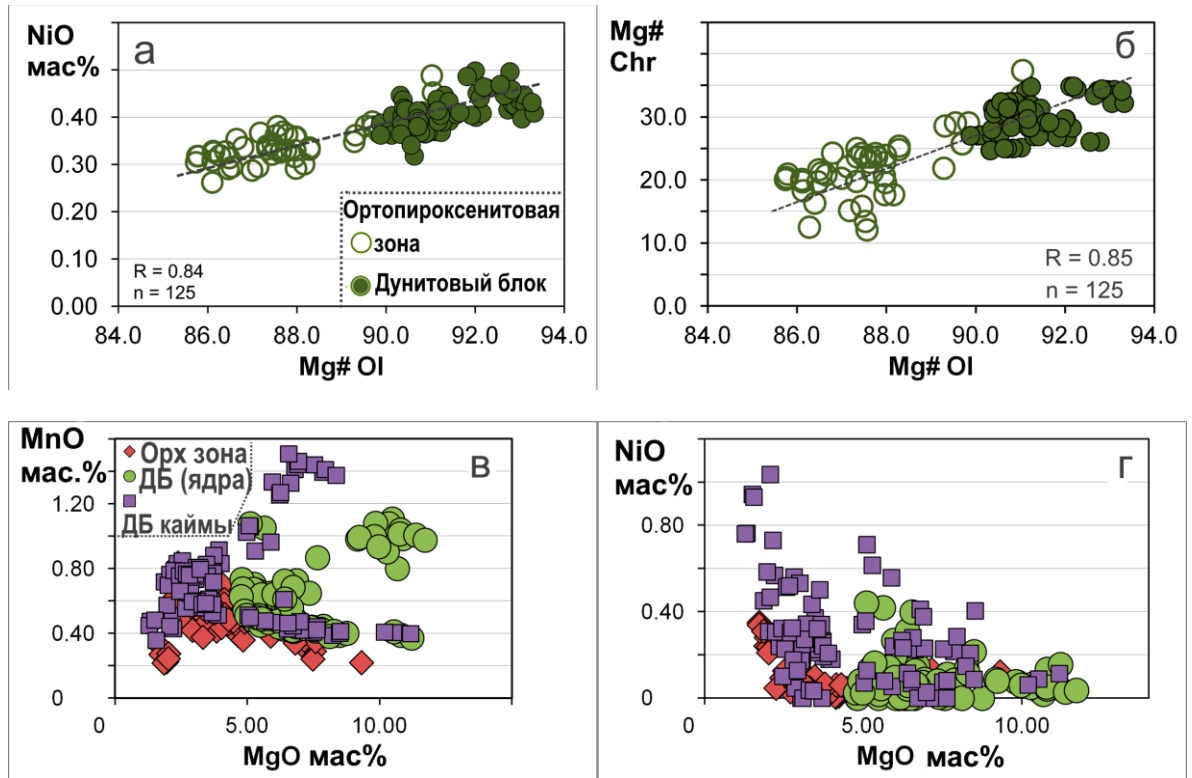 NiO
мас%
а
0.40
0.30
0.20
0.10
0.00
Ортопироксенитовая
зона
Дунитовый блок
R = 0.84
n = 125
84.0 86.0 88.0 90.0 92.0 94.0
Mg# Ol
Mg#
Chr
б
30.0
20.0
10.0
0.0
R = 0.85
n = 125
84.0 86.0 88.0 90.0 92.0 94.0
Mg# Ol
MnO
мас.%
в
Орх зона
ДБ (ядра)
ДБ каймы
1.20
0.80
0.40
0
0 5.00 10.00
MgO мас%
NiO
мас%
г
0.80
0.40
0
0 5.00 10.00
MgO мас%